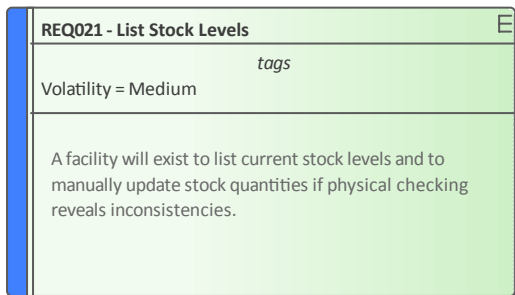 REQ021 - List Stock Levels
E
tags
Volatility = Medium
A facility will exist to list current stock levels and to
manually update stock quantities if physical checking
reveals inconsistencies.